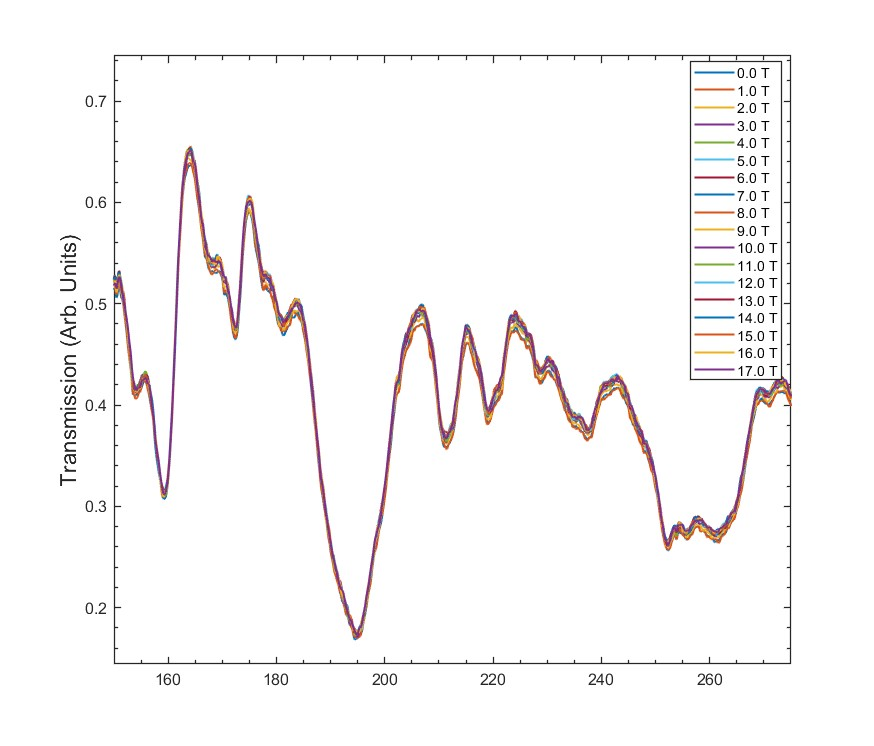 Transmission (Arb. Units)
0.7
0.6
0.5
0.4
0.3
0.2
160
180
200
220
240
260
0.0 T
1.0 T
2.0 T
3.0 T
4.0 T
5.0 T
6.0 T
7.0 T
8.0 T
9.0 T
10.0 T
11.0 T
12.0 T
13.0 T
14.0 T
15.0 T
16.0 T
17.0 T